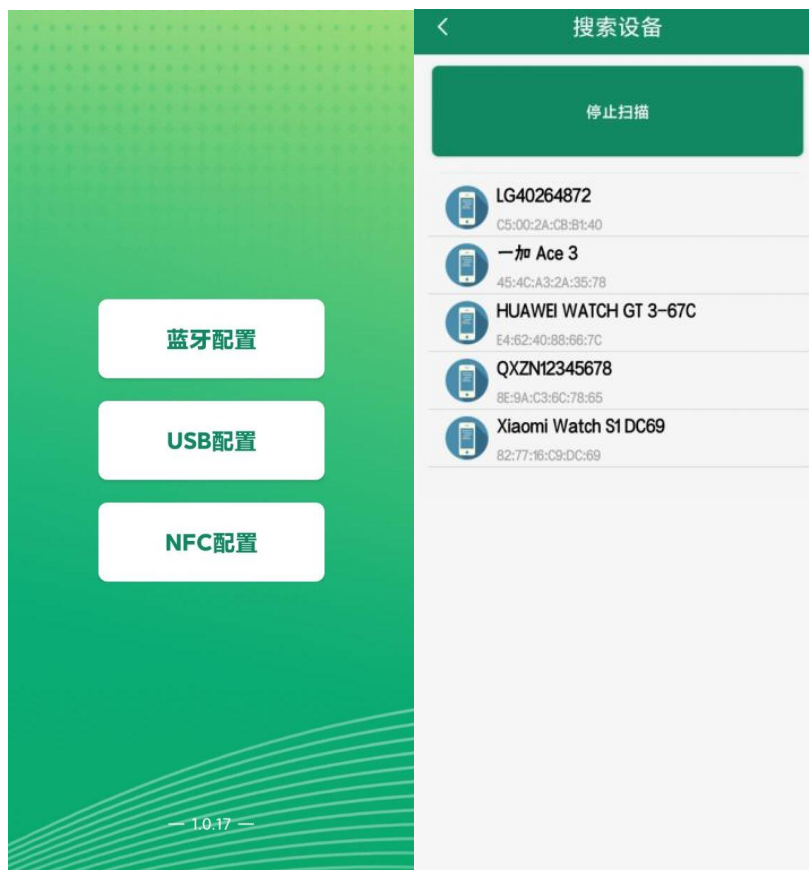 蓝牙配置
USB配置
NFC配置
— 1.0.17 —
搜索设备
停止扫描
LG40264872
C5:00:2A:CB:B1:40
一加 Ace 3
45:4C:A3:2A:35:78
HUAWEI WATCH GT 3-67C
E4:62:40:88:66:7C
QXZN12345678
8E:9A:C3:6C:78:65
Xiaomi Watch S1 DC69
82:77:16:C9:DC:69